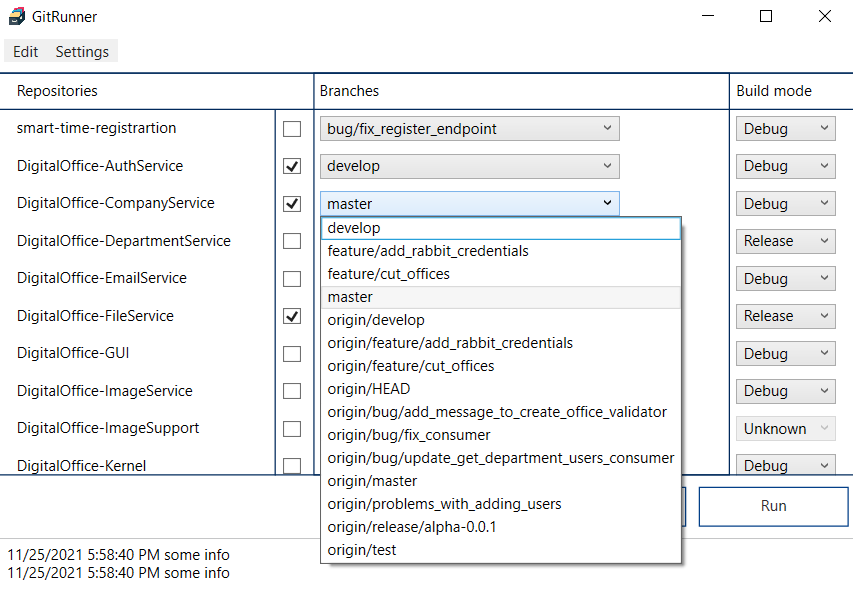 GitRunner
Edit Settings
Repositories Branches Build mode
smart-time-registrartion bug/fix_register_endpoint Debug
DigitalOffice-AuthService develop Debug
DigitalOffice-CompanyService master Debug
develop
DigitalOffice-DepartmentService feature/add_rabbit_credentials Release
DigitalOffice-EmailService feature/cut_offices Debug
master
DigitalOffice-FileService origin/develop Release
origin/feature/add_rabbit_credentials
DigitalOffice-GUI origin/feature/cut_offices Debug
DigitalOffice-ImageService origin/HEAD Debug
origin/bug/add_message_to_create_office_validator
DigitalOffice-ImageSupport origin/bug/fix_consumer Unknown
DigitalOffice-Kernel origin/bug/update_get_department_users_consumer Debug
origin/master
origin/problems_with_adding_users Run
origin/release/alpha-0.0.1
origin/test
11/25/2021 5:58:40 PM some info
11/25/2021 5:58:40 PM some info